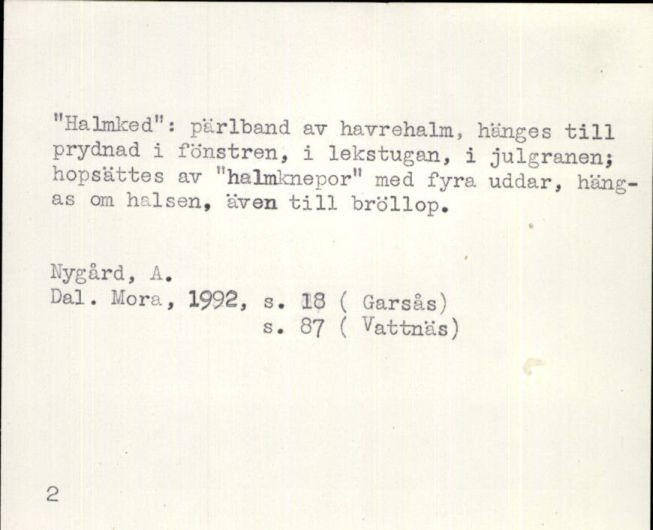 "Halmked": pärlband av havrehalm, hänges till
prydnad i fönstren, i lekstugan, i julgranen;
hopsättes av "halmknepor" med fyra uddar, häng-
as om halsen, även till bröllop.
Nygård, A.
Dal. Mora, 1992, s. 18 ( Garsås)
s. 87 ( Vattnäs)
2